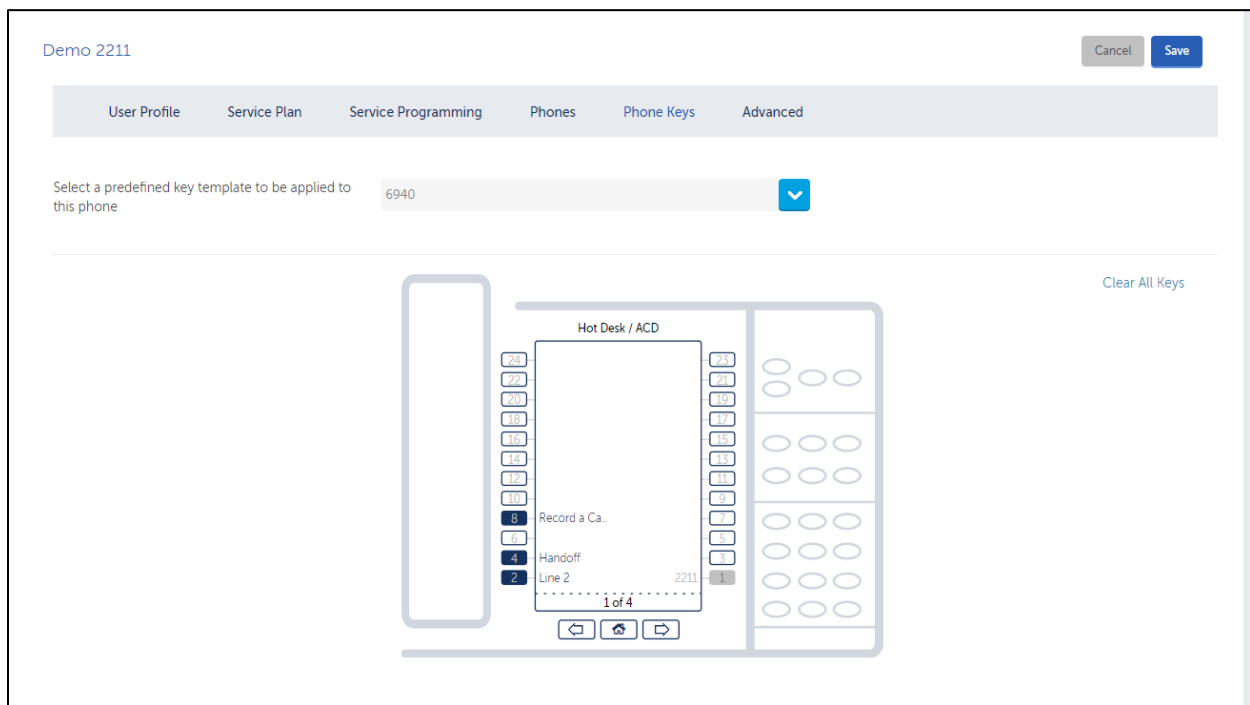 Demo 2211
Cancel
Save
User Profile
Service Plan
Service Programming
Phones
Phone Keys
Advanced
Select a predefined key template to be applied to
this phone
6940
Clear All Keys
Hot Desk / ACD
24 23
22 21
20 19
18 17
16 15
14 13
12 11
10 9
8 Record a Ca.. 7
6 5
4 Handoff 3
2 Line 2 2211 1
1 of 4